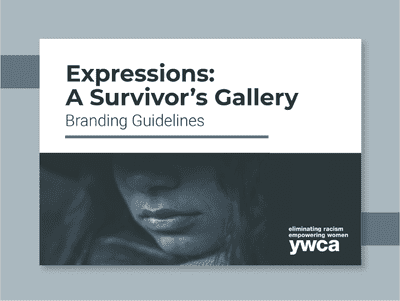 Expressions:
A Survivor's Gallery
Branding Guidelines
eliminating racism
empowering women
ywca